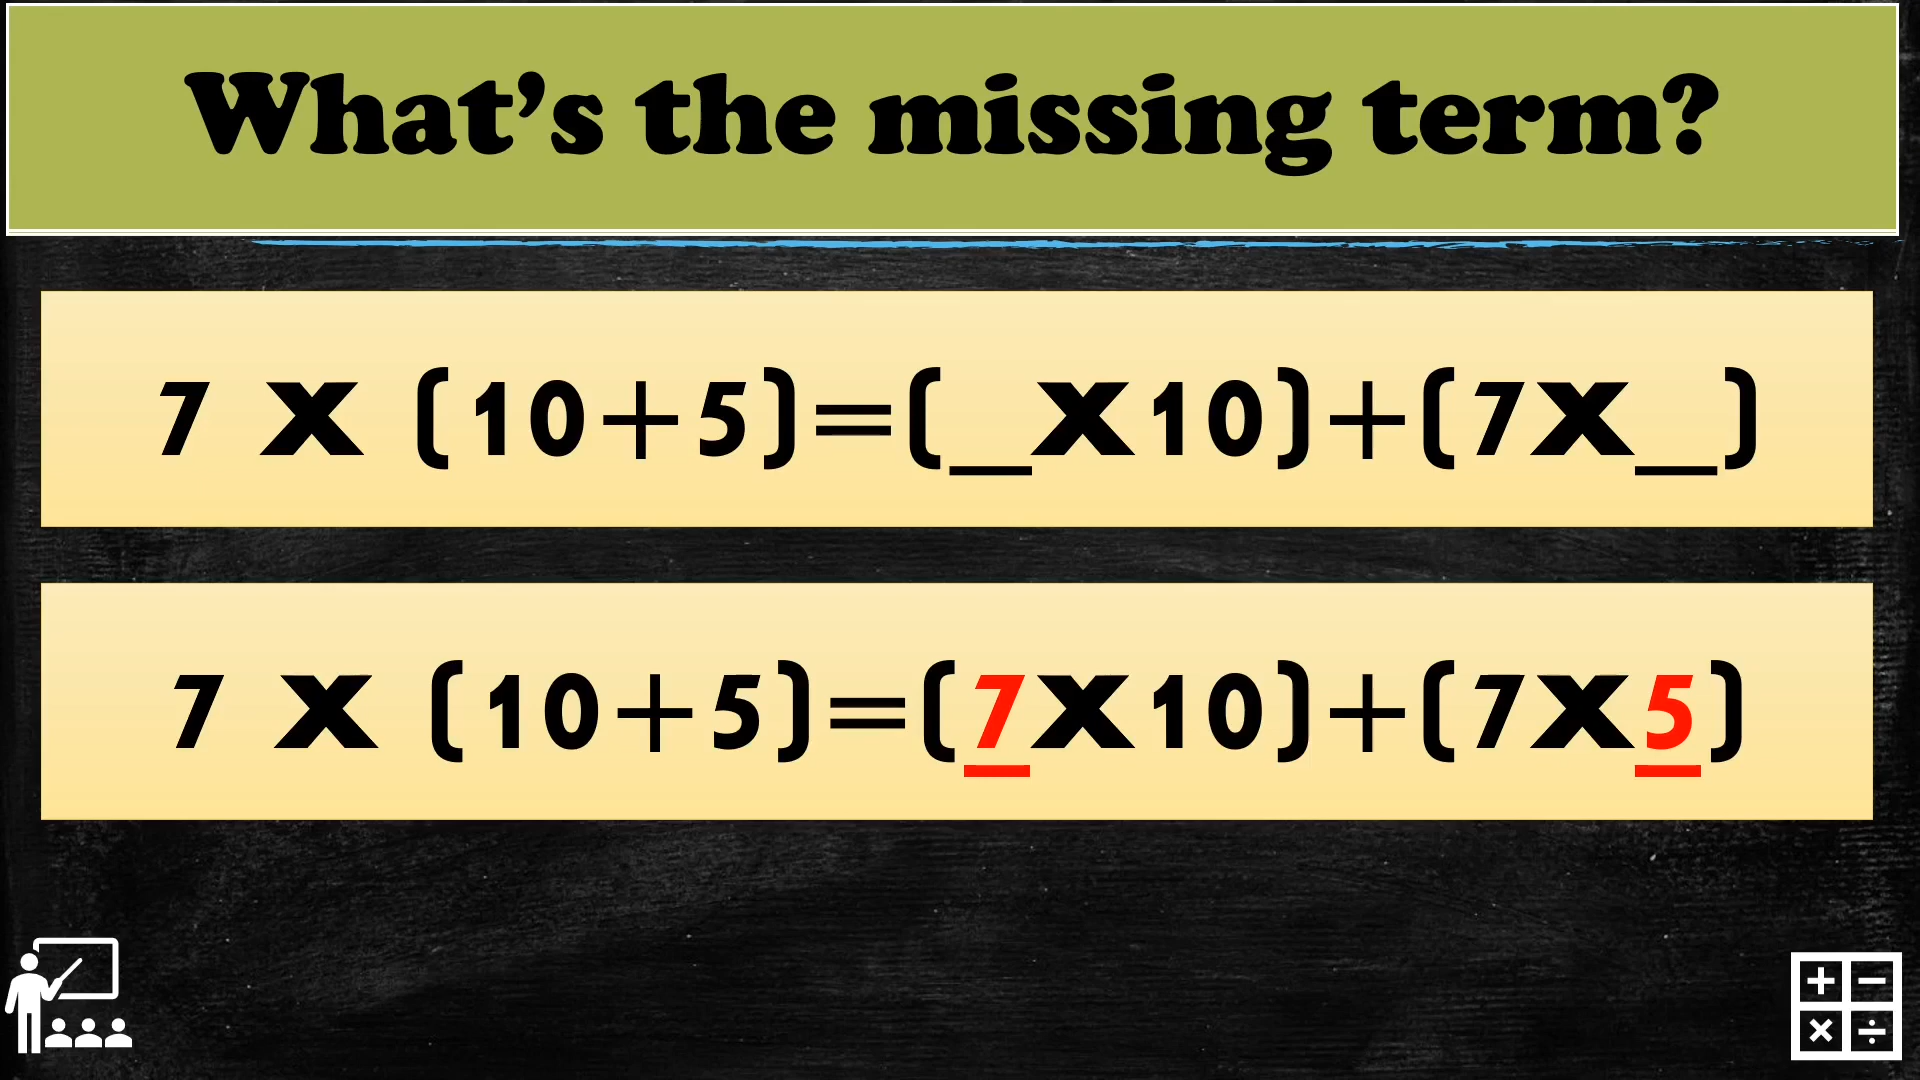 What's the missing term?
7 X (10+5)=(_X10)+(7X_)
7 X (10+5)=(7X10)+(7X5)